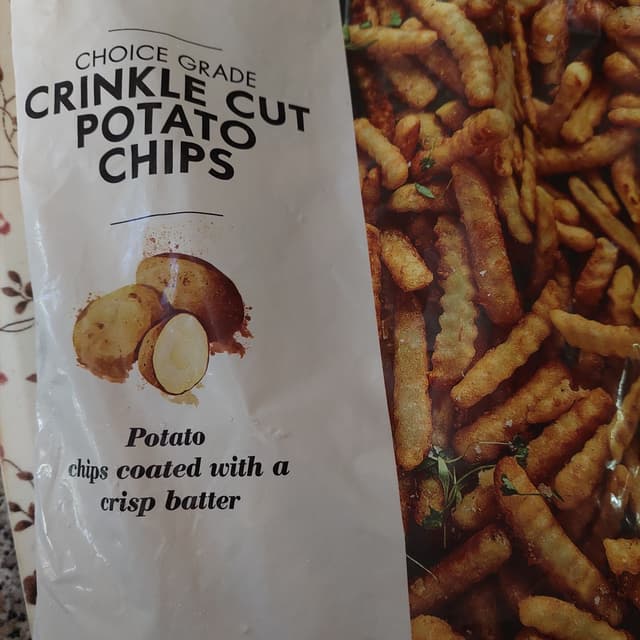 CHOICE GRADE
CRINKLE CUT
POTATO
CHIPS
Potato
chips coated with a
crisp batter